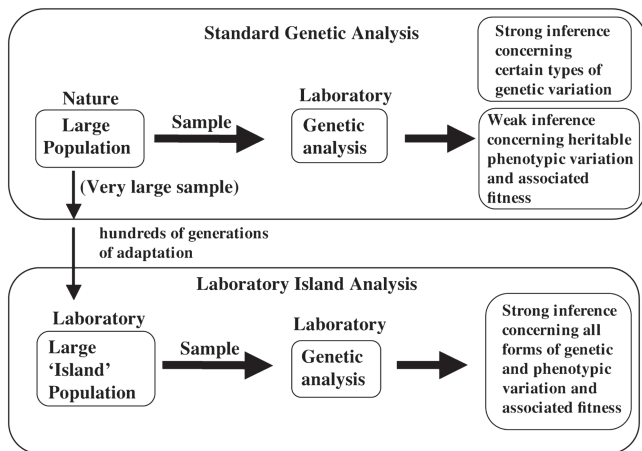 Standard Genetic Analysis
Nature
Large
Population
Sample
Laboratory
Genetic
analysis
Strong inference
concerning
certain types of
genetic variation
Weak inference
concerning heritable
phenotypic variation
and associated
fitness
(Very large sample)
hundreds of generations
of adaptation
Laboratory Island Analysis
Laboratory
Large
‘Island’
Population
Sample
Laboratory
Genetic
analysis
Strong inference
concerning all
forms of genetic
and phenotypic
variation and
associated fitness